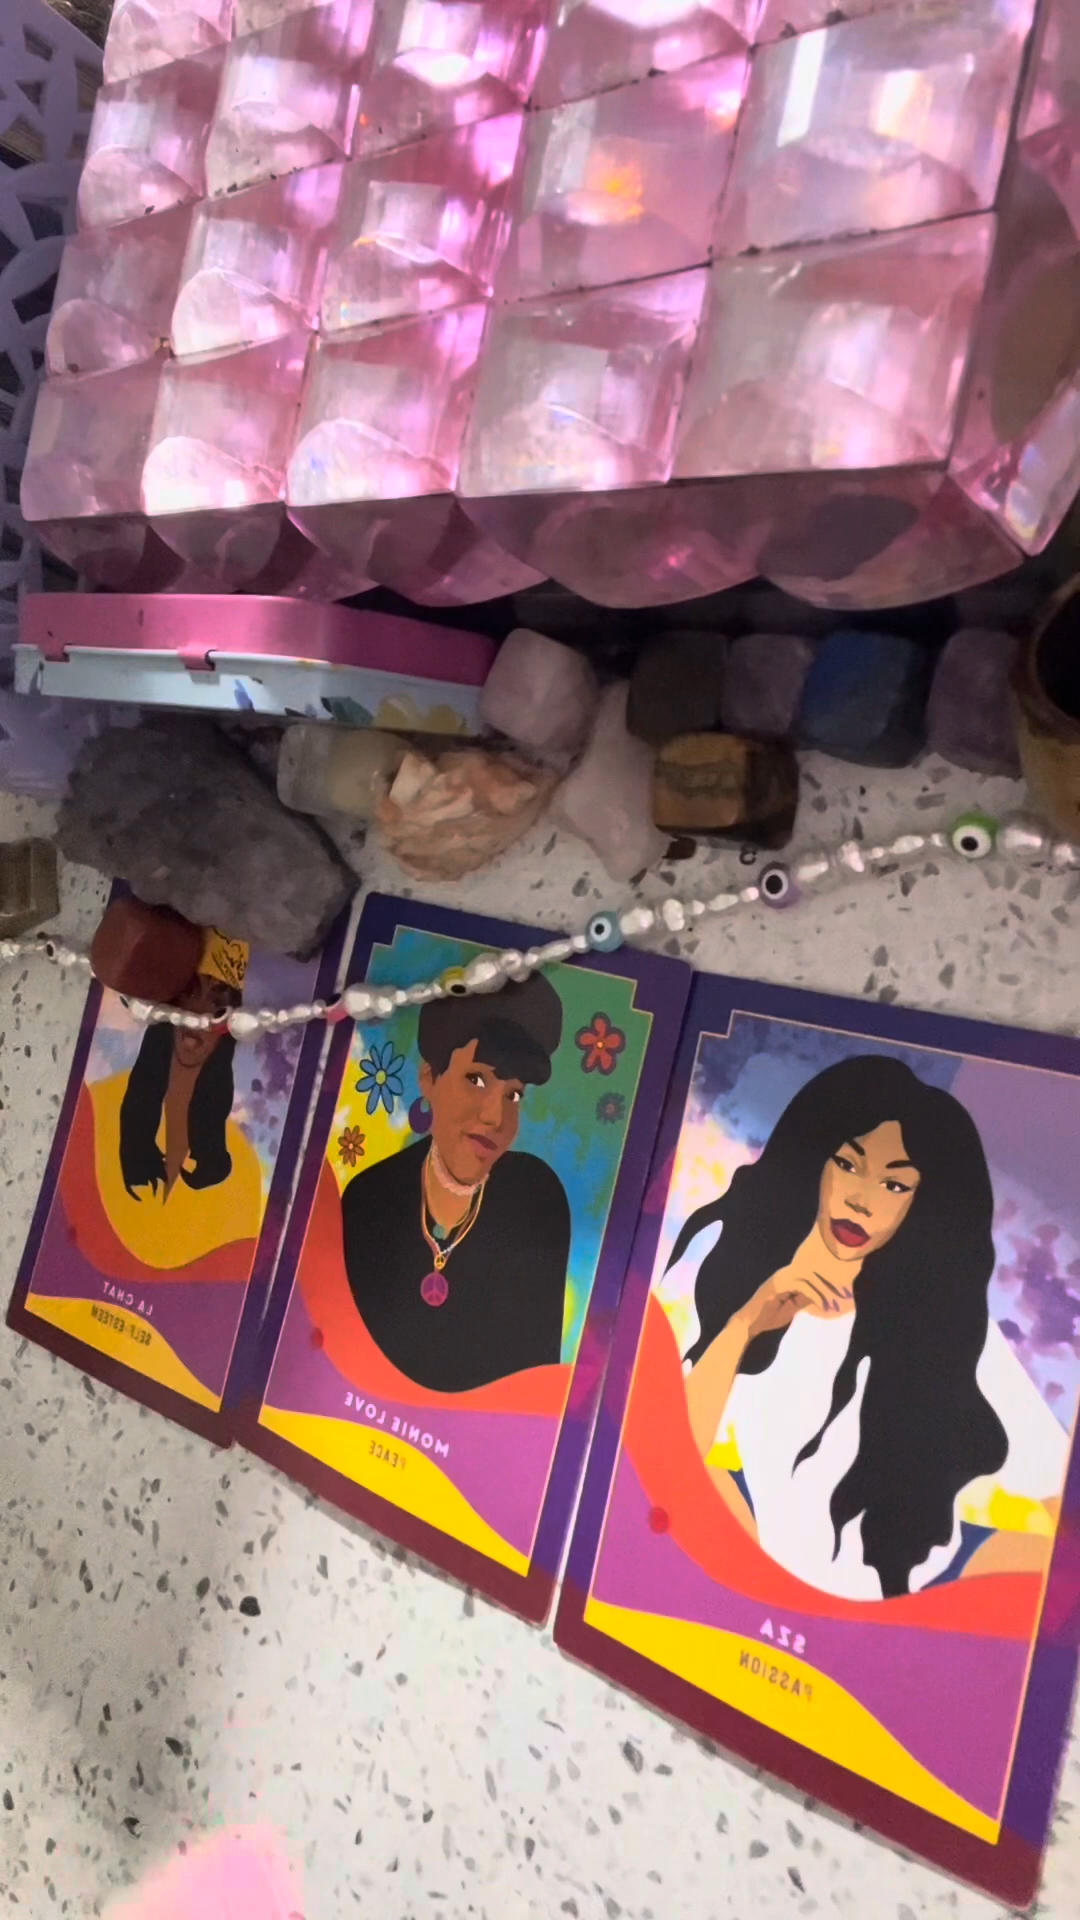 LA CHAT
SELF-ESTEEM
MONIE LOVE
PEACE
SZA
PASSION